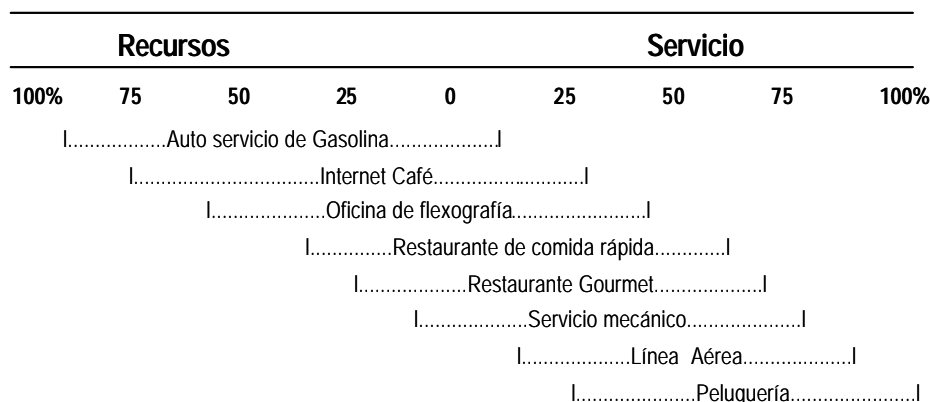 Recursos Servicio
100% 75 50 25 0 25 50 75 100%
I..................Auto servicio de Gasolina....................I
I..................................Internet Café...........................I
I.....................Oficina de flexografía.........................I
I...............Restaurante de comida rápida.............I
I....................Restaurante Gourmet....................I
I....................Servicio mecánico.....................I
I....................Línea Aérea....................I
I......................Peluquería.......................I